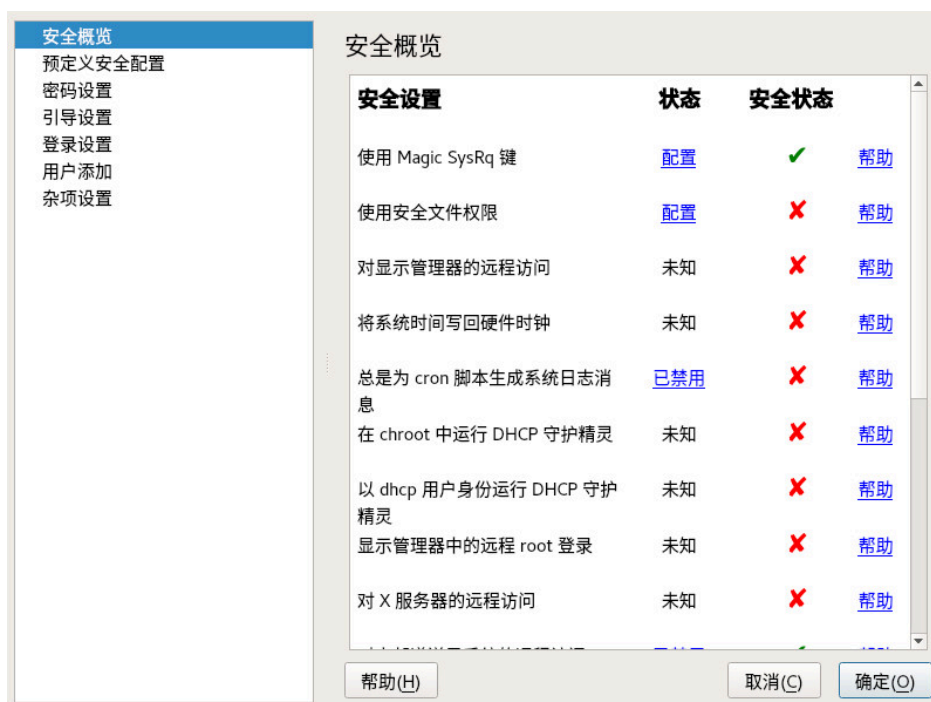 安全概览
预定义安全配置
密码设置
引导设置
登录设置
用户添加
杂项设置
安全概览
安全设置 状态 安全状态
使用 Magic SysRq 键 配置 ✔ 帮助
使用安全文件权限 配置 ✘ 帮助
对显示管理器的远程访问 未知 ✘ 帮助
将系统时间写回硬件时钟 未知 ✘ 帮助
总是为 cron 脚本生成系统日志消 已禁用 ✘ 帮助
息
在 chroot 中运行 DHCP 守护精灵 未知 ✘ 帮助
以 dhcp 用户身份运行 DHCP 守护 未知 ✘ 帮助
精灵
显示管理器中的远程 root 登录 未知 ✘ 帮助
对 X 服务器的远程访问 未知 ✘ 帮助
帮助(H) 取消(C) 确定(O)